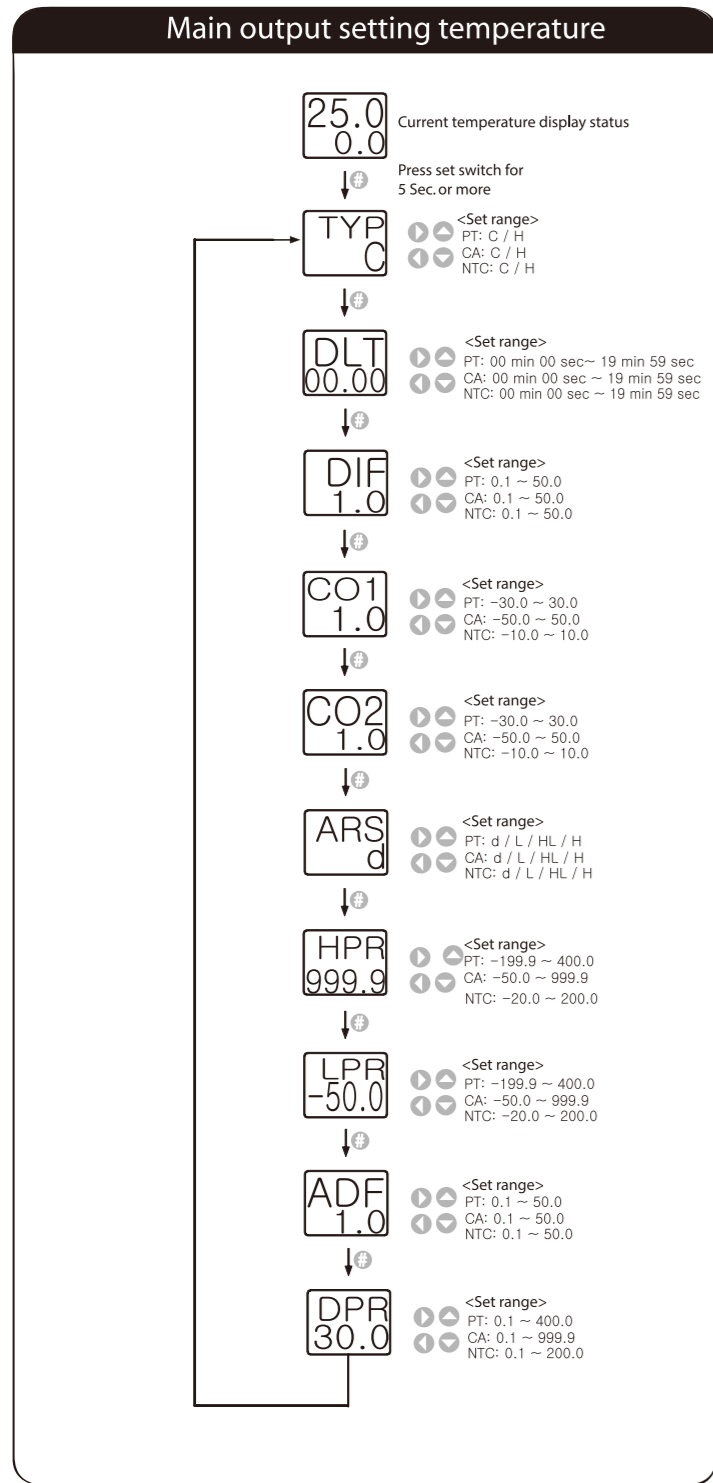 Main output setting temperature
25.0
0.0
Current temperature display status
#
Press set switch for
5 Sec. or more
TYP
C
<Set range>
PT: C / H
CA: C / H
NTC: C / H
#
DLT
00.00
<Set range>
PT: 00 min 00 sec~ 19 min 59 sec
CA: 00 min 00 sec ~ 19 min 59 sec
NTC: 00 min 00 sec ~ 19 min 59 sec
#
DIF
1.0
<Set range>
PT: 0.1 ~ 50.0
CA: 0.1 ~ 50.0
NTC: 0.1 ~ 50.0
#
CO1
1.0
<Set range>
PT: -30.0 ~ 30.0
CA: -50.0 ~ 50.0
NTC: -10.0 ~ 10.0
#
CO2
1.0
<Set range>
PT: -30.0 ~ 30.0
CA: -50.0 ~ 50.0
NTC: -10.0 ~ 10.0
#
ARS
d
<Set range>
PT: d / L / HL / H
CA: d / L / HL / H
NTC: d / L / HL / H
#
HPR
999.9
<Set range>
PT: -199.9 ~ 400.0
CA: -50.0 ~ 999.9
NTC: -20.0 ~ 200.0
#
LPR
-50.0
<Set range>
PT: -199.9 ~ 400.0
CA: -50.0 ~ 999.9
NTC: -20.0 ~ 200.0
#
ADF
1.0
<Set range>
PT: 0.1 ~ 50.0
CA: 0.1 ~ 50.0
NTC: 0.1 ~ 50.0
#
DPR
30.0
<Set range>
PT: 0.1 ~ 400.0
CA: 0.1 ~ 999.9
NTC: 0.1 ~ 200.0